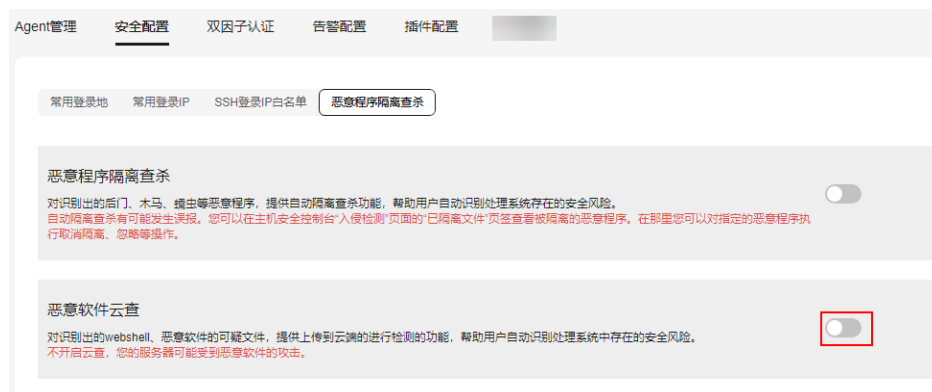 Agent管理 安全配置 双因子认证 告警配置 插件配置
常用登录地 常用登录IP SSH登录IP白名单 恶意程序隔离查杀
恶意程序隔离查杀
对识别出的后门、木马、蠕虫等恶意程序，提供自动隔离查杀功能，帮助用户自动识别处理系统存在的安全风险。
自动隔离查杀有可能发生误报。您可以在主机安全控制台“入侵检测”页面的“已隔离文件”页签查看被隔离的恶意程序。在那里您可以对指定的恶意程序执
行取消隔离、忽略等操作。
恶意软件云查
对识别出的webshell、恶意软件的可疑文件，提供上传到云端的进行检测的功能，帮助用户自动识别处理系统中存在的安全风险。
不开启云查，您的服务器可能受到恶意软件的攻击。